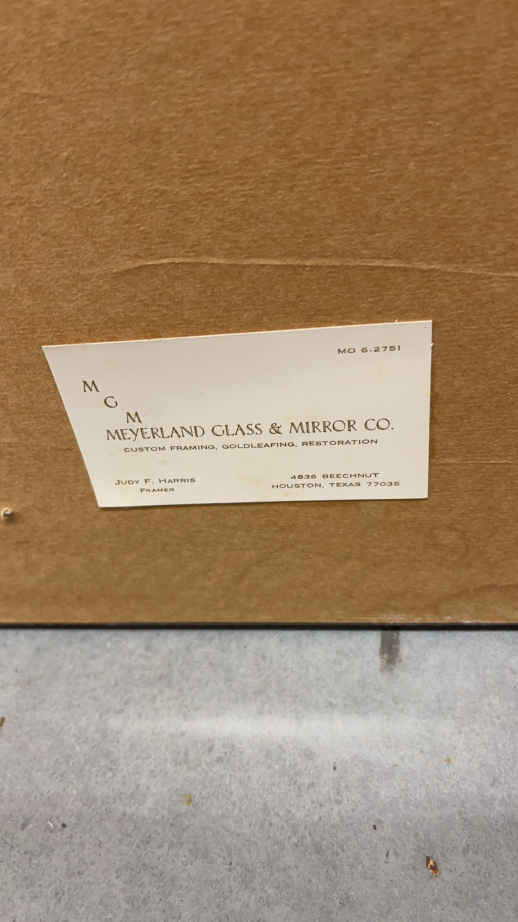 MO 6-2751
M
G
M
MEYERLAND GLASS & MIRROR CO.
CUSTOM FRAMING, GOLDLEAFING, RESTORATION
JUDY F. HARRIS
FRAMER
4836 BEECHNUT
HOUSTON, TEXAS 77035